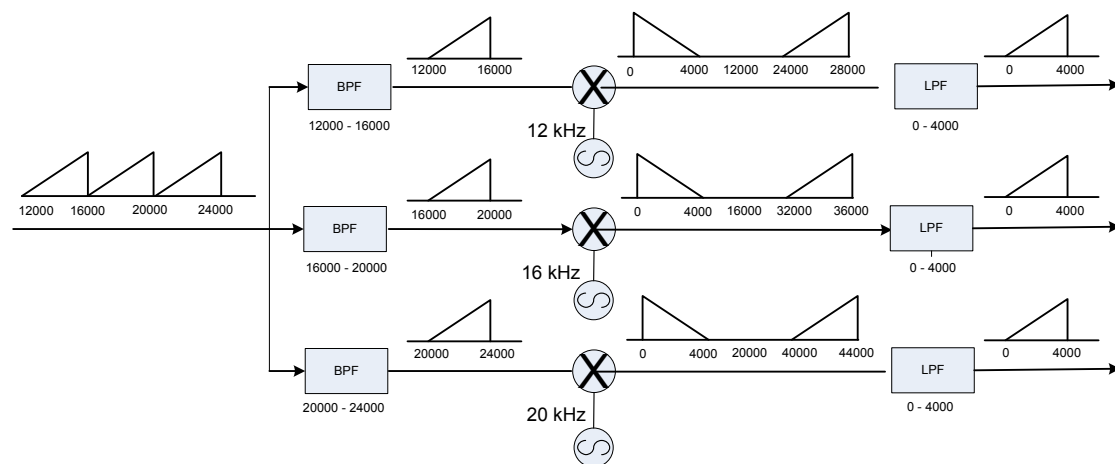 12000 16000
0 4000 12000 24000 28000
0 4000
BPF
X
LPF
12000 - 16000
12 kHz
0 - 4000
12000 16000 20000 24000
16000 20000
0 4000 16000 32000 36000
0 4000
BPF
X
LPF
16000 - 20000
16 kHz
0 - 4000
20000 24000
0 4000 20000 40000 44000
0 4000
BPF
X
LPF
20000 - 24000
20 kHz
0 - 4000